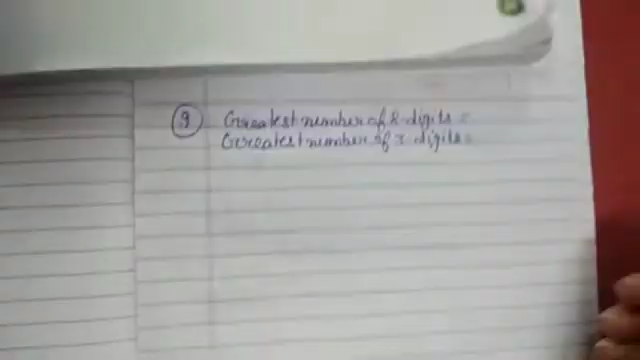 9 Greatest number of 8 digits =
Greatest number of 7 digits =